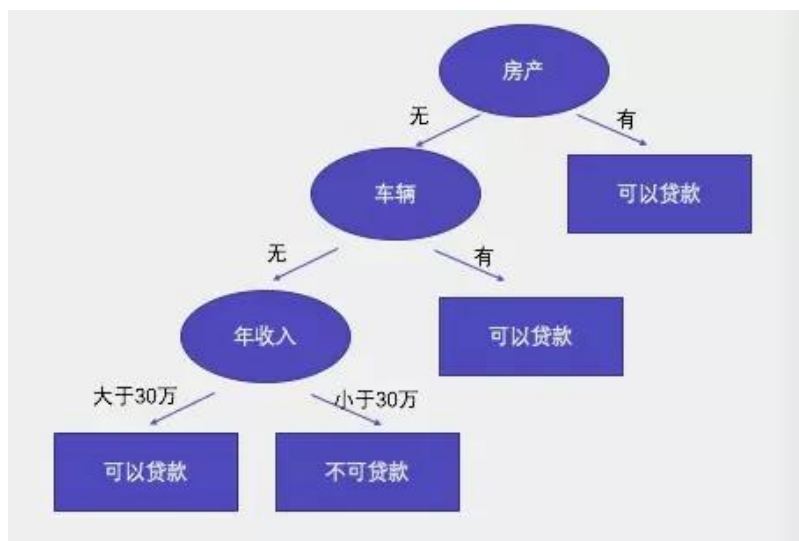 房产
无
有
车辆
可以贷款
无
有
年收入
可以贷款
大于30万
小于30万
可以贷款
不可贷款